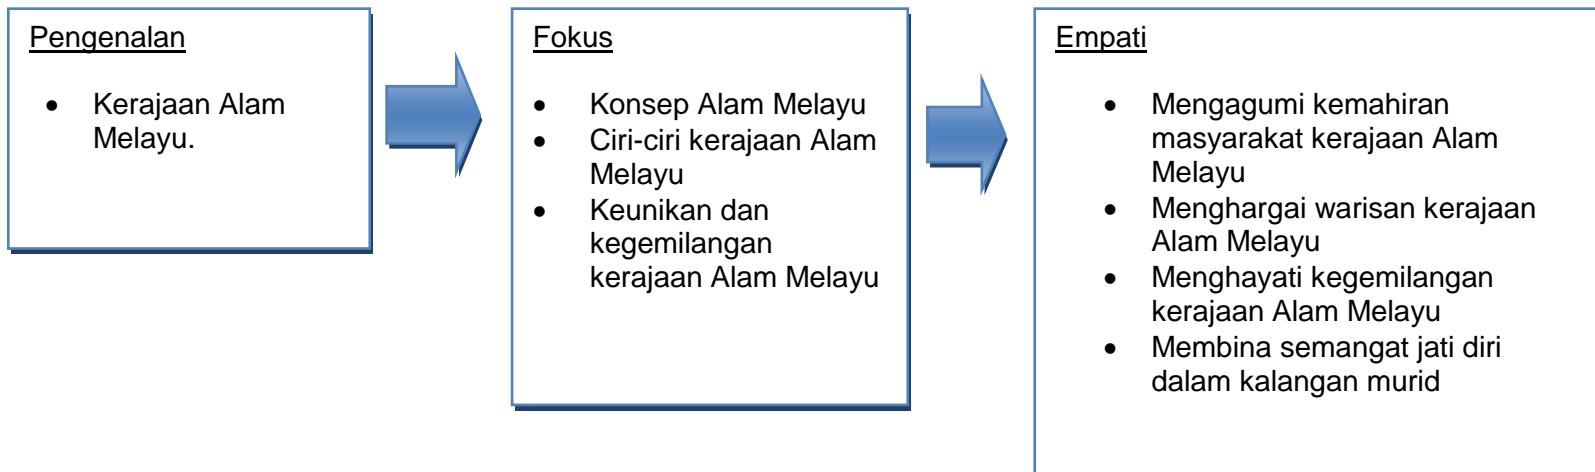 Pengenalan
• Kerajaan Alam
Melayu.
Fokus
• Konsep Alam Melayu
• Ciri-ciri kerajaan Alam
Melayu
• Keunikan dan
kegemilangan
kerajaan Alam Melayu
Empati
• Mengagumi kemahiran
masyarakat kerajaan Alam
Melayu
• Menghargai warisan kerajaan
Alam Melayu
• Menghayati kegemilangan
kerajaan Alam Melayu
• Membina semangat jati diri
dalam kalangan murid